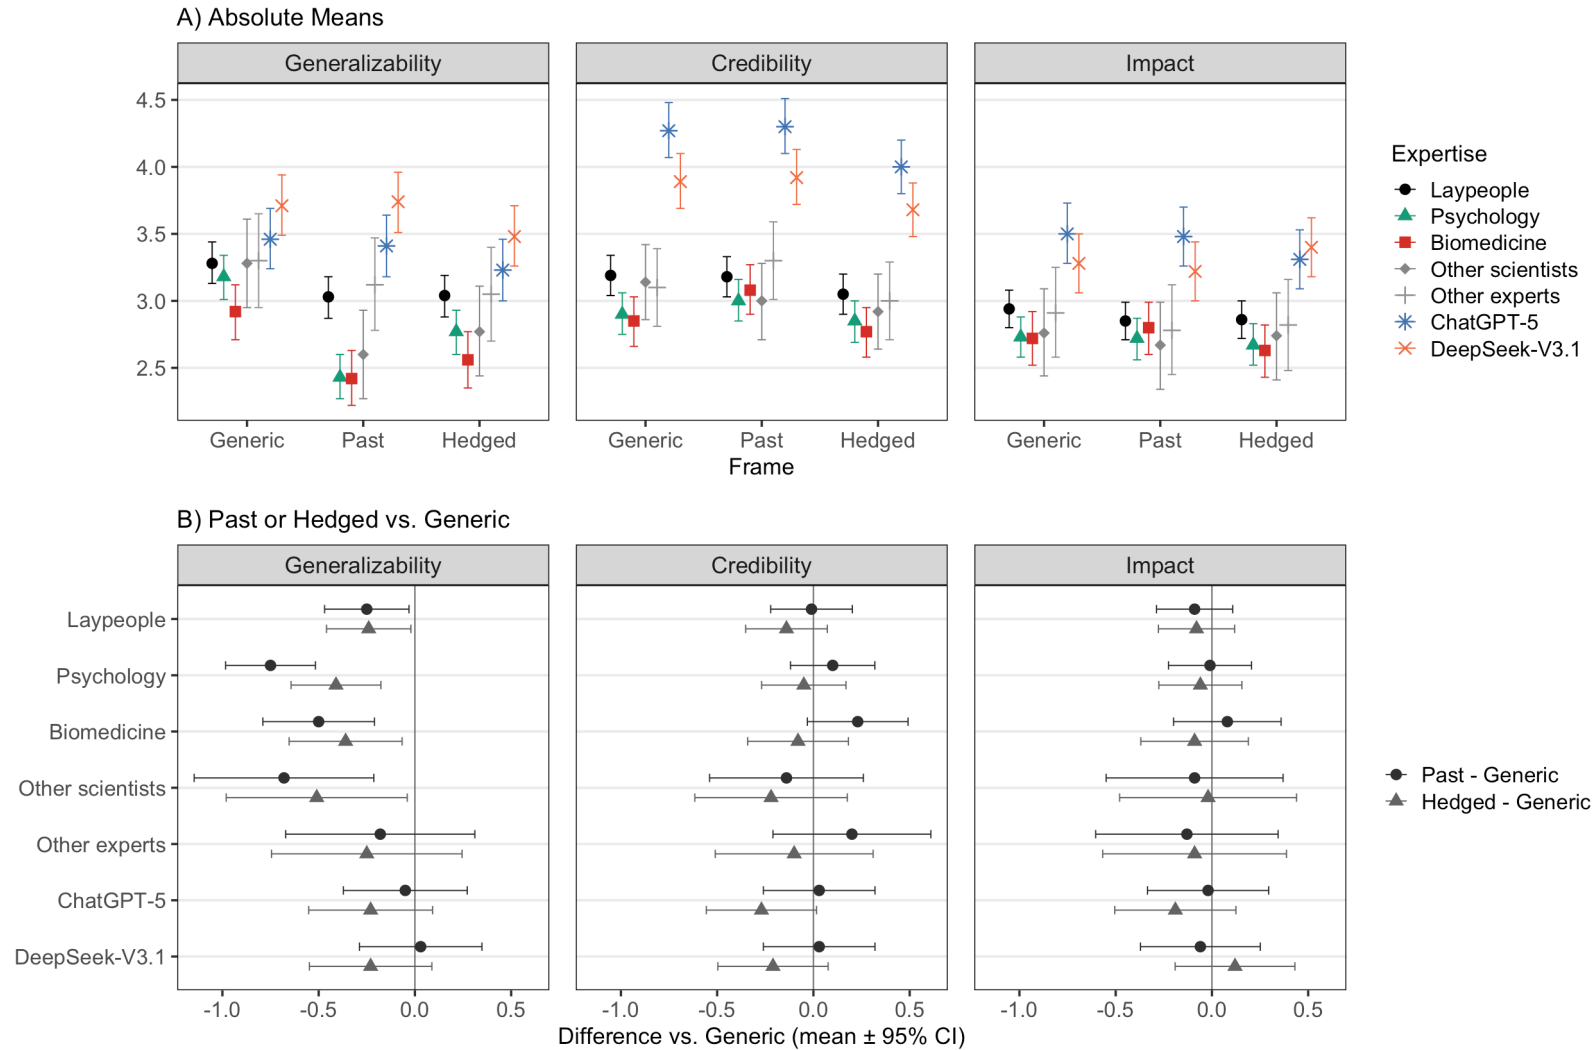 A) Absolute Means
Generalizability
Credibility
Impact
4.5
4.0
3.5
3.0
2.5
Generic
Past
Hedged
Generic
Past
Hedged
Generic
Past
Hedged
Frame
Expertise
Laypeople
Psychology
Biomedicine
Other scientists
Other experts
ChatGPT-5
DeepSeek-V3.1
B) Past or Hedged vs. Generic
Generalizability
Credibility
Impact
Laypeople
Psychology
Biomedicine
Other scientists
Other experts
ChatGPT-5
DeepSeek-V3.1
-1.0
-0.5
0.0
0.5
-1.0
-0.5
0.0
0.5
-1.0
-0.5
0.0
0.5
Difference vs. Generic (mean ± 95% CI)
Past - Generic
Hedged - Generic